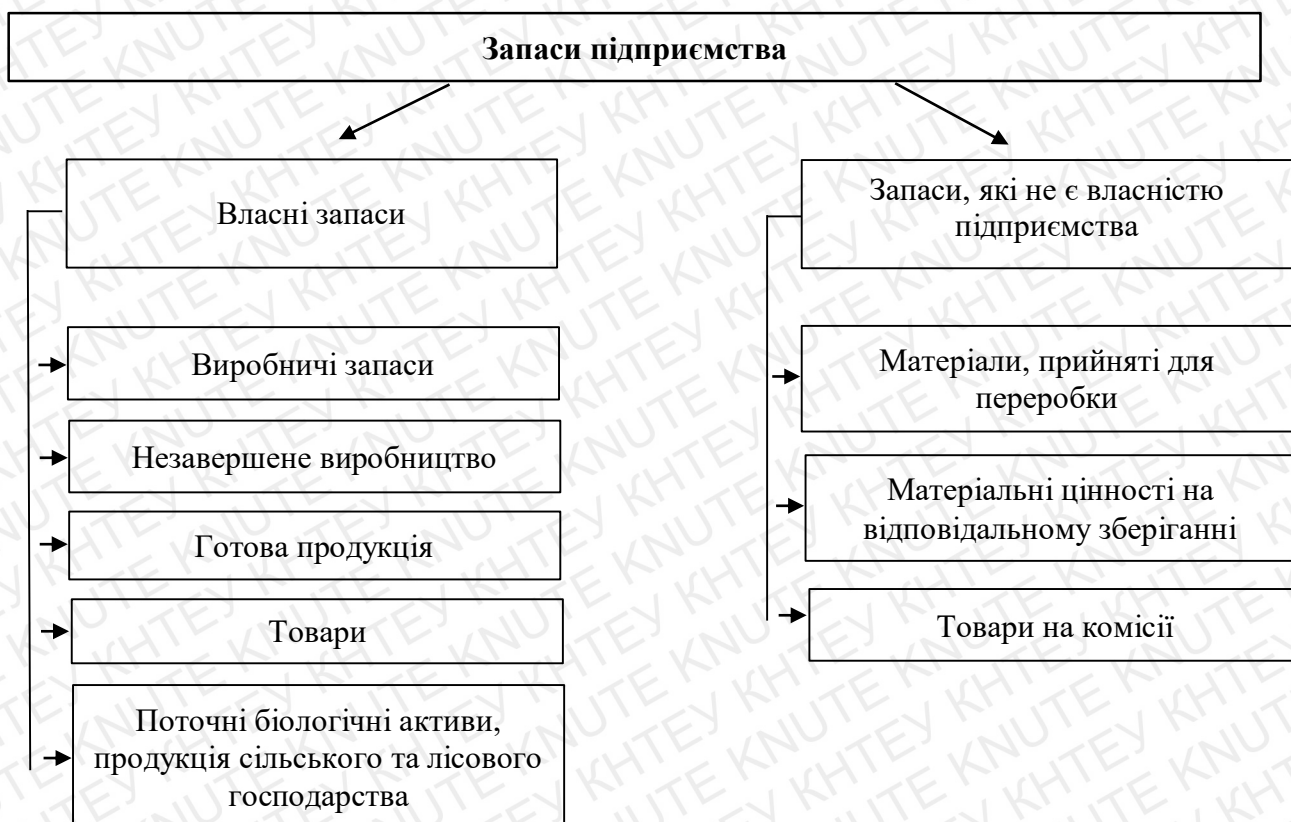 Запаси підприємства
Власні запаси
Виробничі запаси
Незавершене виробництво
Готова продукція
Товари
Поточні біологічні активи,
продукція сільського та лісового
господарства
Запаси, які не є власністю
підприємства
Матеріали, прийняті для
переробки
Матеріальні цінності на
відповідальному зберіганні
Товари на комісії